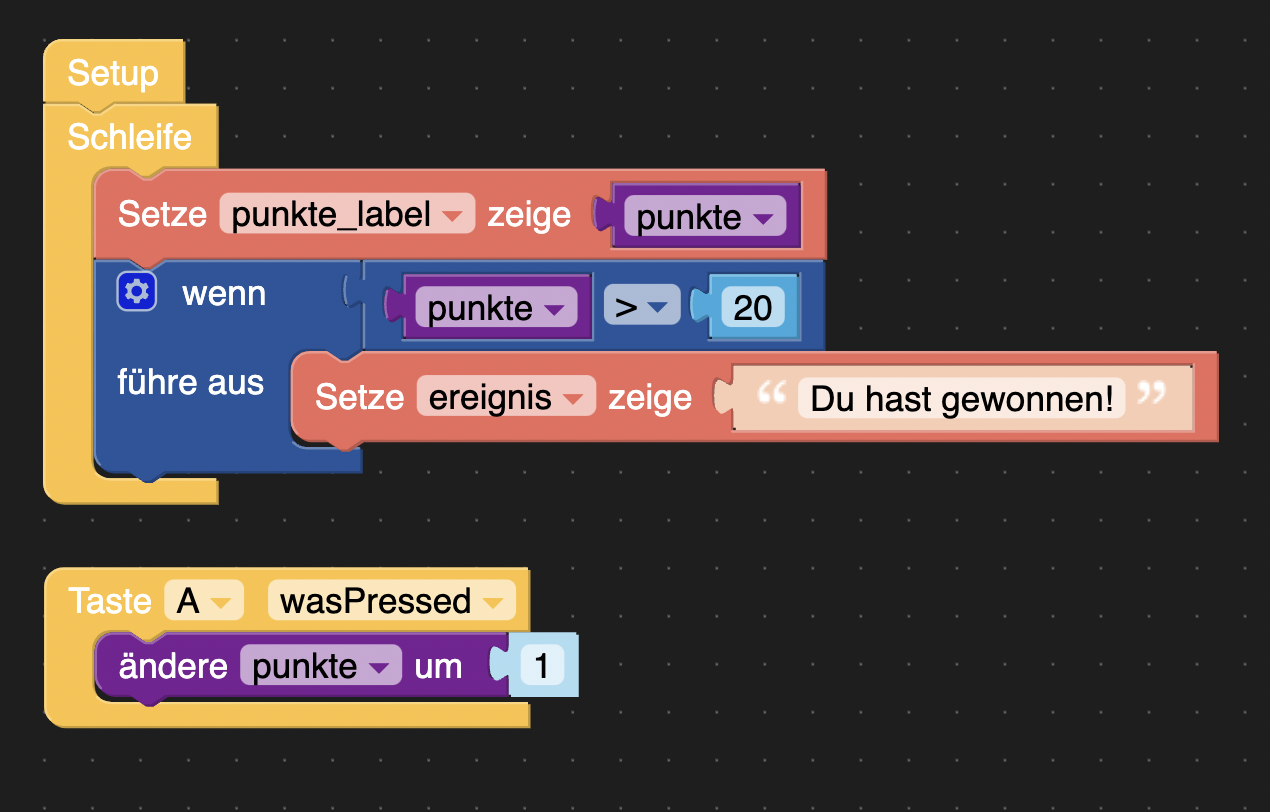 Setup
Schleife
Setze punkte_label zeige punkte
wenn punkte > 20
führe aus Setze ereignis zeige “ Du hast gewonnen! ”
Taste A wasPressed
ändere punkte um 1